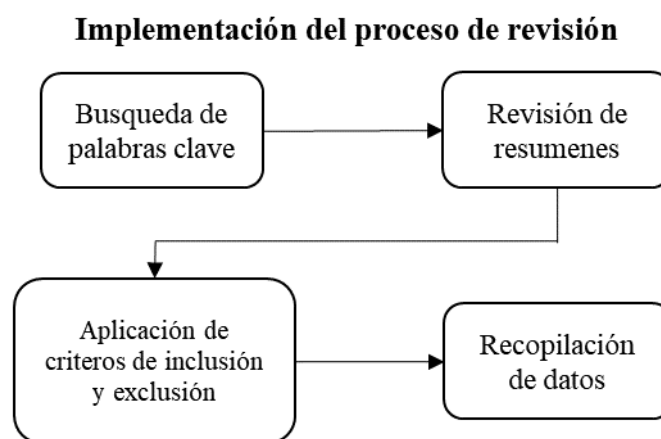 Implementación del proceso de revisión
Busqueda de
palabras clave
Revisión de
resumenes
Aplicación de
criteros de inclusión
y exclusión
Recopilación
de datos